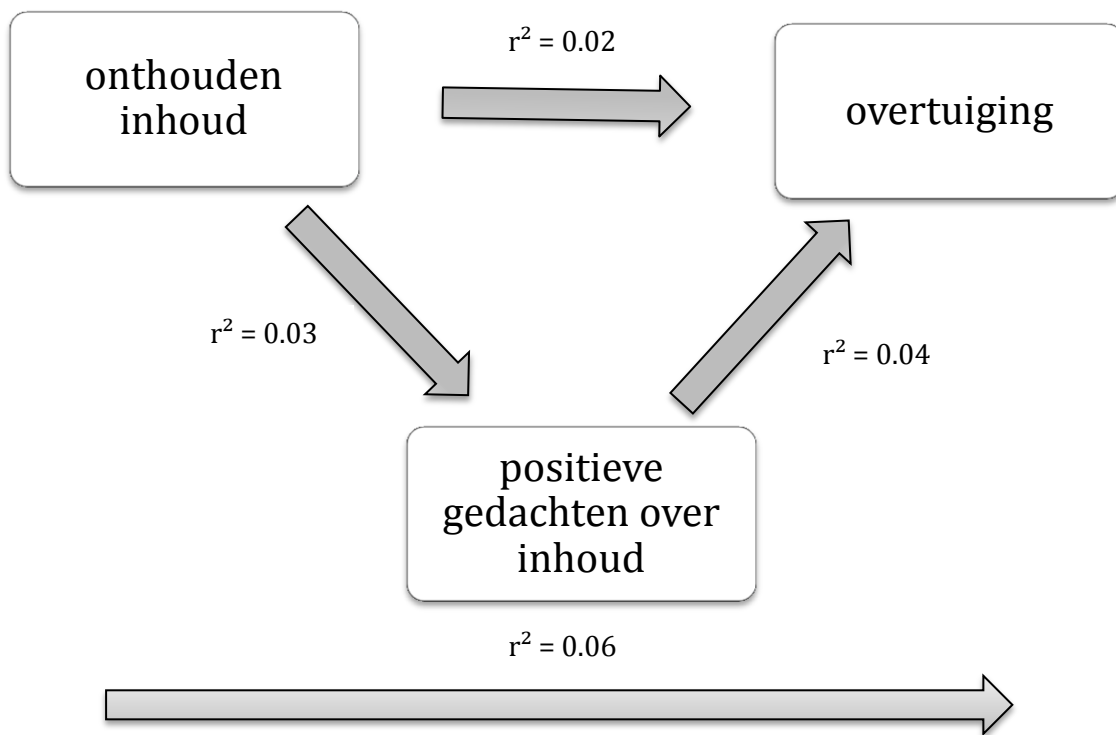 r² = 0.02
onthouden
inhoud
overtuiging
r² = 0.03
r² = 0.04
positieve
gedachten over
inhoud
r² = 0.06